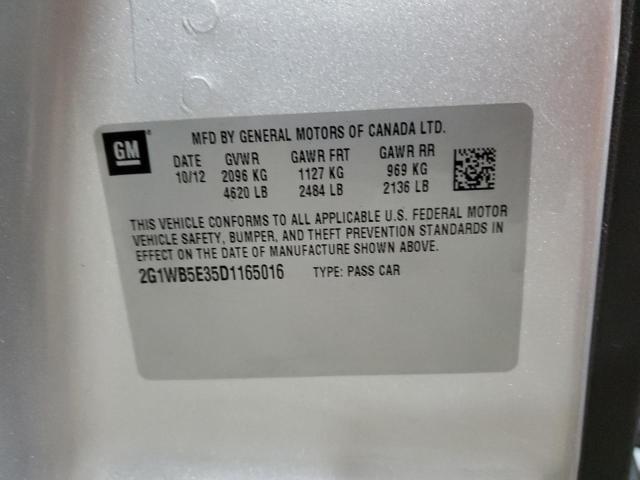 GM ® MFD BY GENERAL MOTORS OF CANADA LTD.
DATE GVWR GAWR FRT GAWR RR
10/12 2096 KG 1127 KG 969 KG
4620 LB 2484 LB 2136 LB
THIS VEHICLE CONFORMS TO ALL APPLICABLE U.S. FEDERAL MOTOR
VEHICLE SAFETY, BUMPER, AND THEFT PREVENTION STANDARDS IN
EFFECT ON THE DATE OF MANUFACTURE SHOWN ABOVE.
2G1WB5E35D1165016 TYPE: PASS CAR